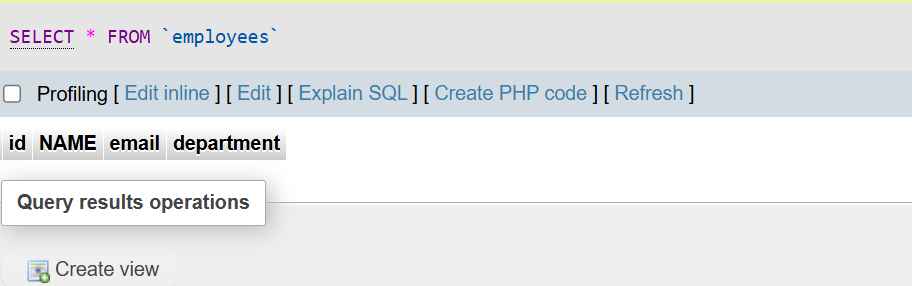 SELECT * FROM `employees`
Profiling [ Edit inline ] [ Edit ] [ Explain SQL ] [ Create PHP code ] [ Refresh ]
id NAME email department
Query results operations
Create view